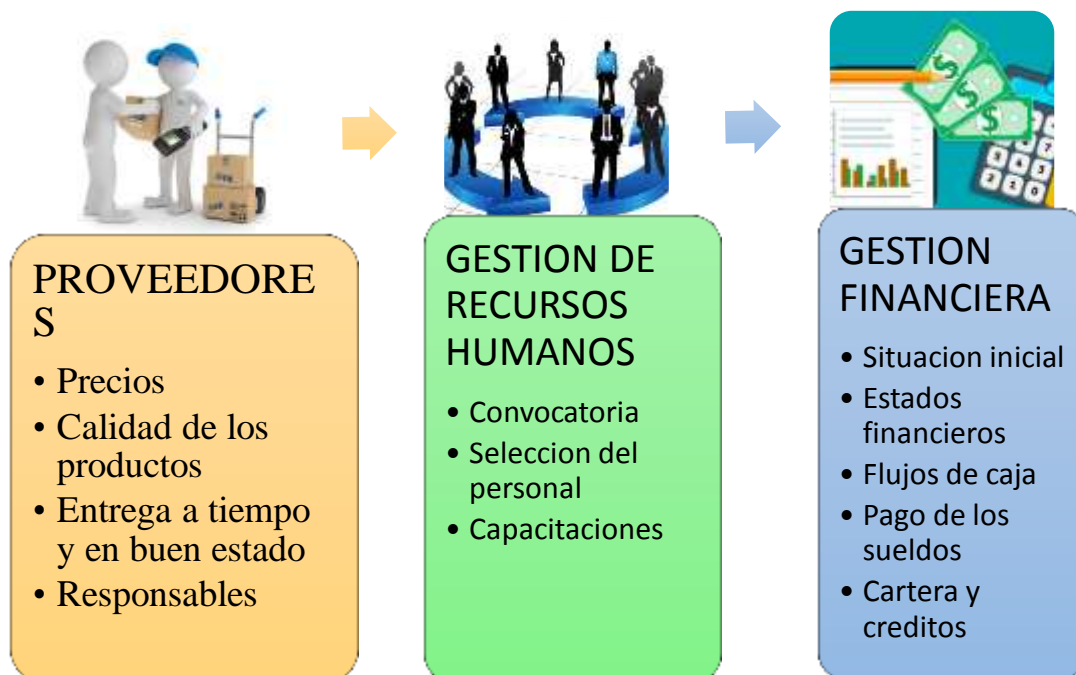 PROVEEDORE
S
• Precios
• Calidad de los
productos
• Entrega a tiempo
y en buen estado
• Responsables
GESTION DE
RECURSOS
HUMANOS
• Convocatoria
• Seleccion del
personal
• Capacitaciones
GESTION
FINANCIERA
• Situacion inicial
• Estados
financieros
• Flujos de caja
• Pago de los
sueldos
• Cartera y
creditos